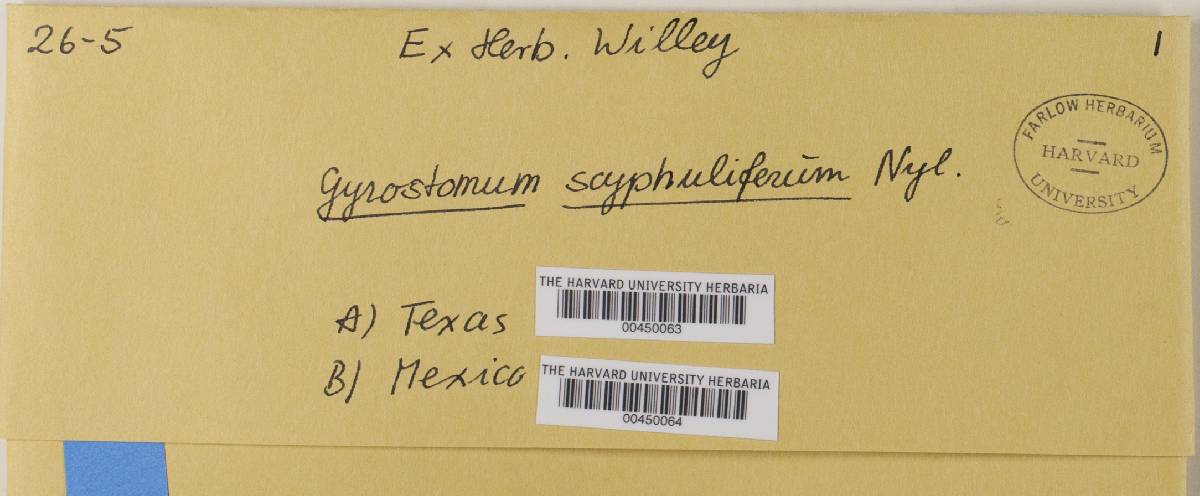 26-5
Ex Herb. Willey
1
FARLOW HERBARIUM
HARVARD
UNIVERSITY
Gyrostomum scyphuliferūm Nyl.
A) Texas
THE HARVARD UNIVERSITY HERBARIA
00450063
B) Mexico
THE HARVARD UNIVERSITY HERBARIA
00450064